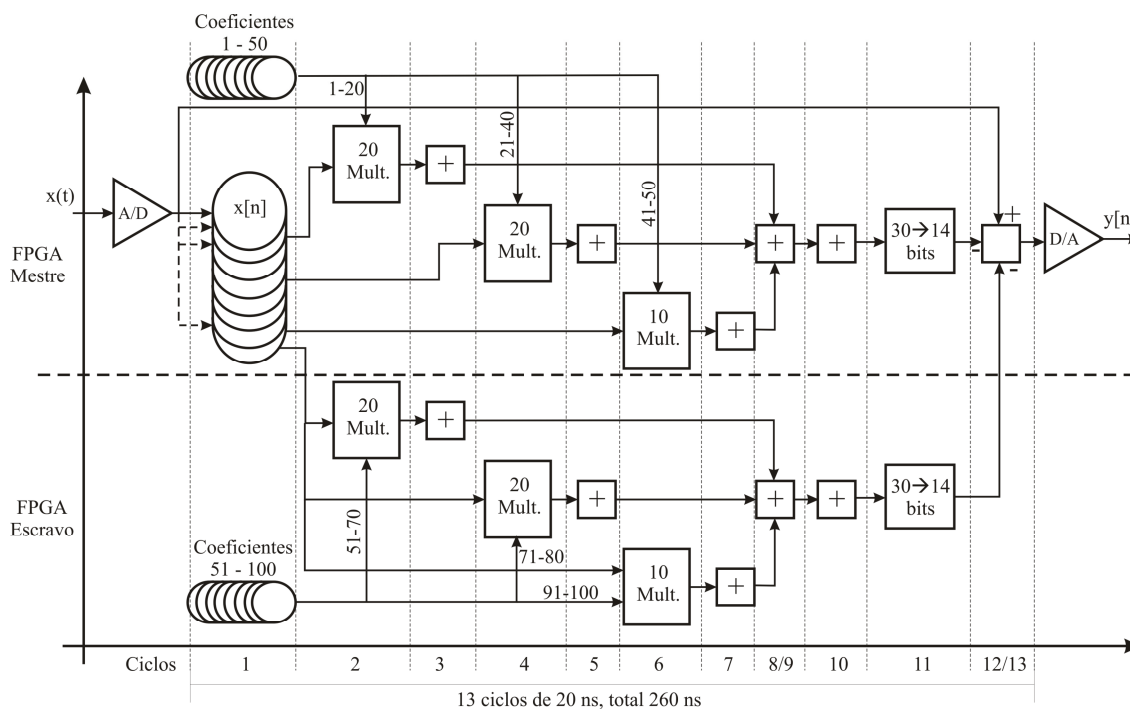 Coeficientes
1 - 50
1-20
21-40
41-50
20
Mult.
+
x(t)
A/D
x[n]
20
Mult.
+
+
+
30→14
bits
+
-
-
D/A
y[n
FPGA
Mestre
10
Mult.
+
20
Mult.
+
20
Mult.
+
+
+
30→14
bits
FPGA
Escravo
51-70
71-80
Coeficientes
51 - 100
91-100
10
Mult.
+
Ciclos 1 2 3 4 5 6 7 8/9 10 11 12/13
13 ciclos de 20 ns, total 260 ns